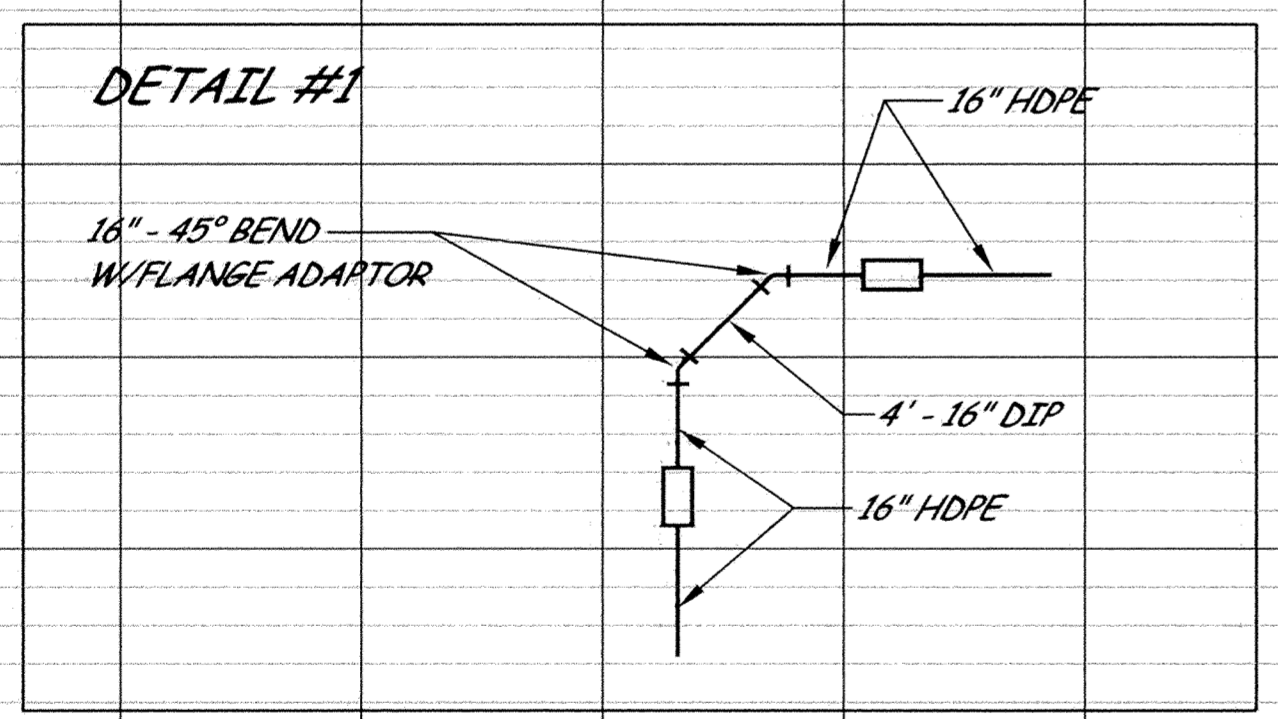 DETAIL #1
16" HDPE
16" - 45° BEND
W/FLANGE ADAPTOR
4' - 16" DIP
16" HDPE